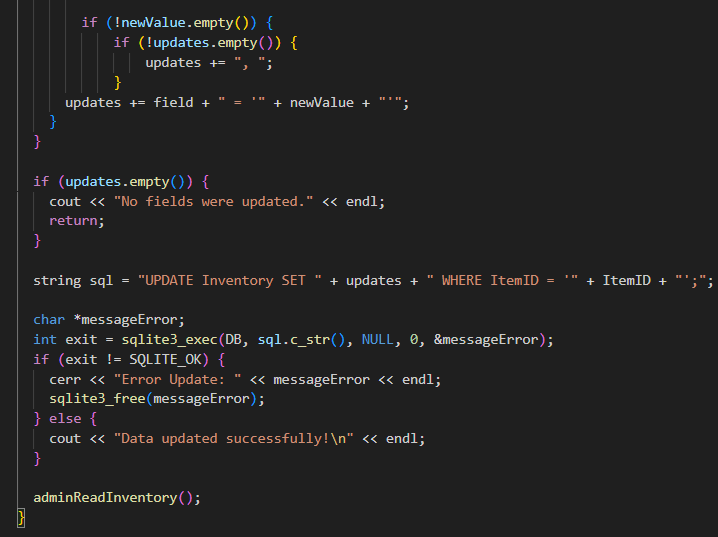 if (!newValue.empty()) {
if (!updates.empty()) {
updates += ", ";
}
updates += field + " = '" + newValue + "'";
}
}
if (updates.empty()) {
cout << "No fields were updated." << endl;
return;
}
string sql = "UPDATE Inventory SET " + updates + " WHERE ItemID = '" + ItemID + "';";
char *messageError;
int exit = sqlite3_exec(DB, sql.c_str(), NULL, 0, &messageError);
if (exit != SQLITE_OK) {
cerr << "Error Update: " << messageError << endl;
sqlite3_free(messageError);
} else {
cout << "Data updated successfully!\n" << endl;
}
adminReadInventory();
}